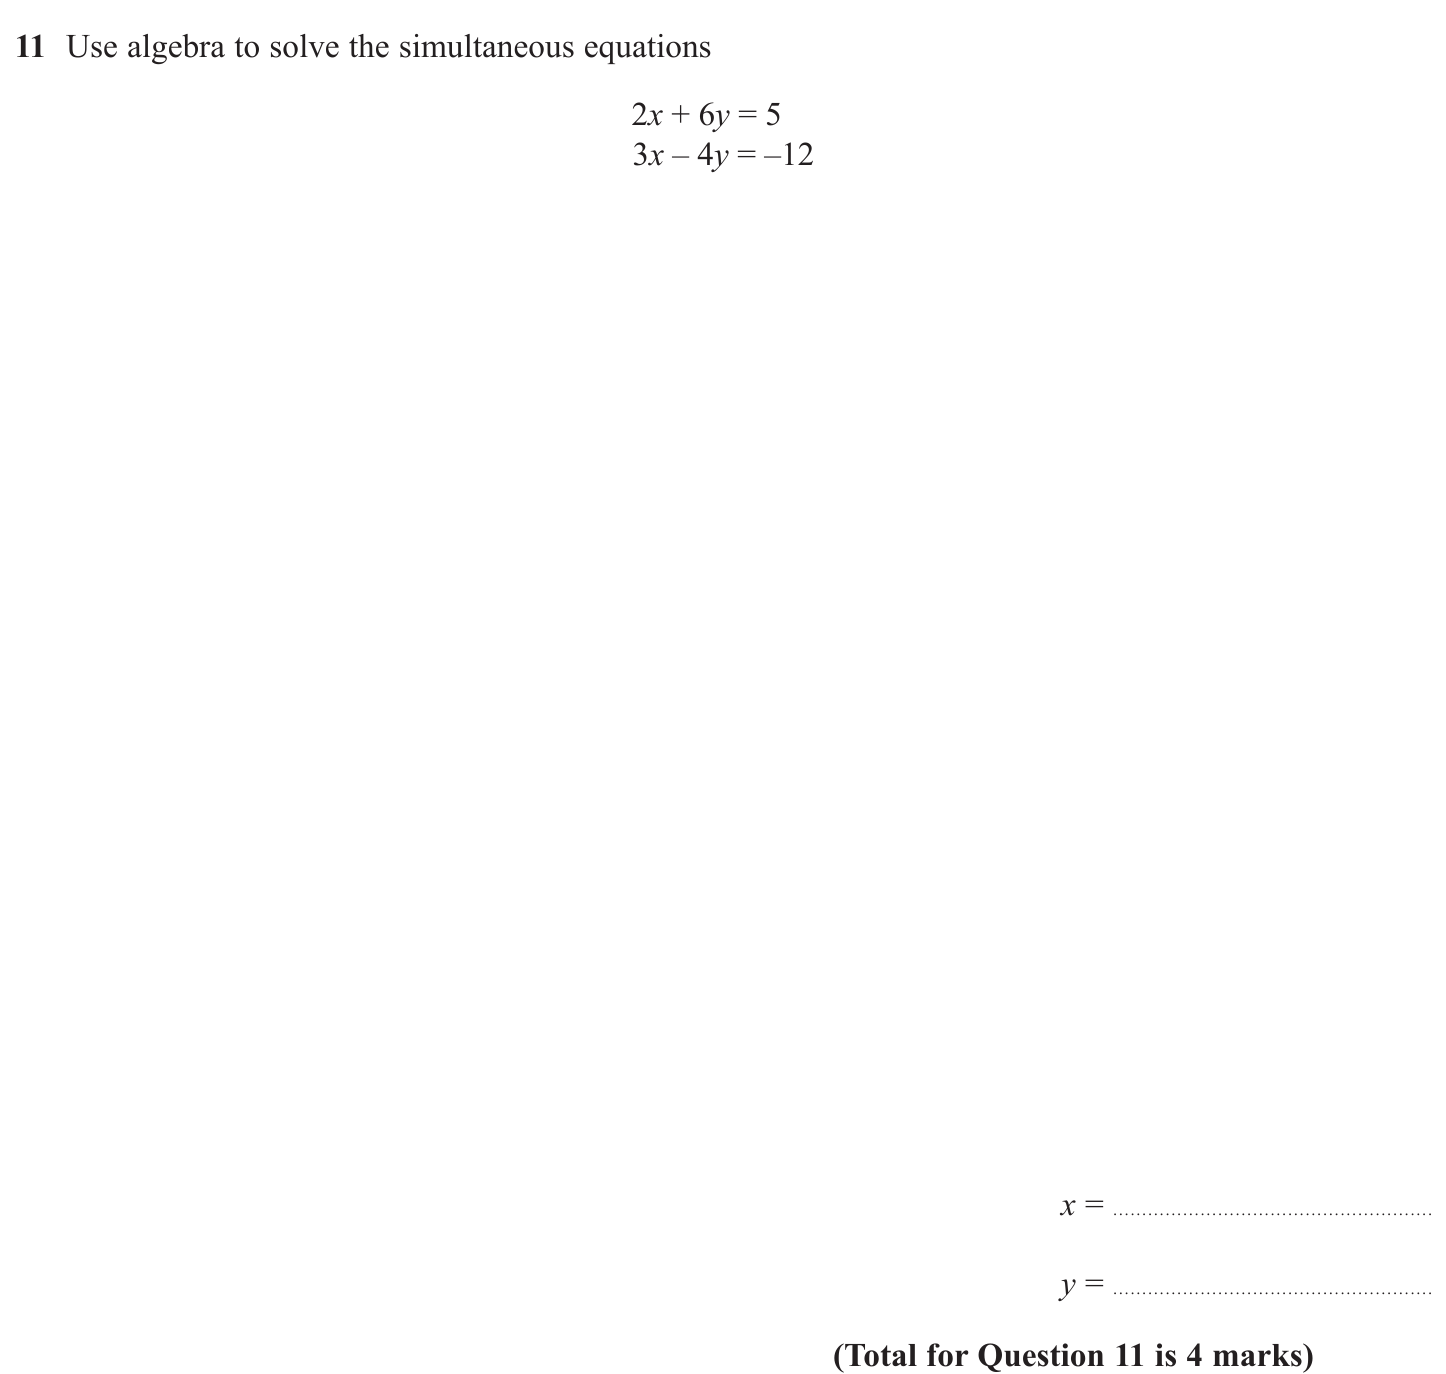 11 Use algebra to solve the simultaneous equations
2x + 6y = 5
3x – 4y = –12
x = ........................................................
y = ........................................................
(Total for Question 11 is 4 marks)